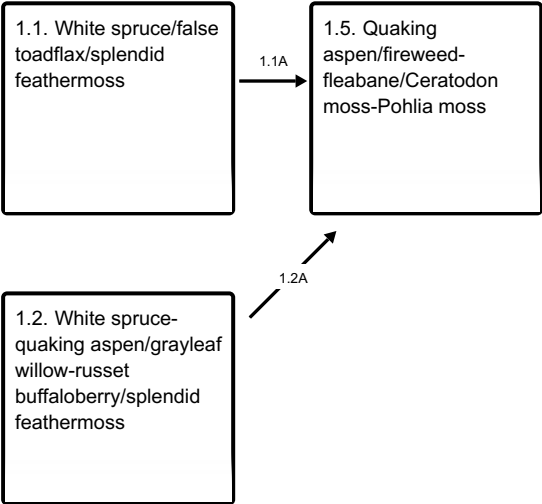 1.1. White spruce/false
toadflax/splendid
feathermoss
1.1A
1.5. Quaking
aspen/fireweed-
fleabane/Ceratodon
moss-Pohlia moss
1.2A
1.2. White spruce-
quaking aspen/grayleaf
willow-russet
buffaloberry/splendid
feathermoss